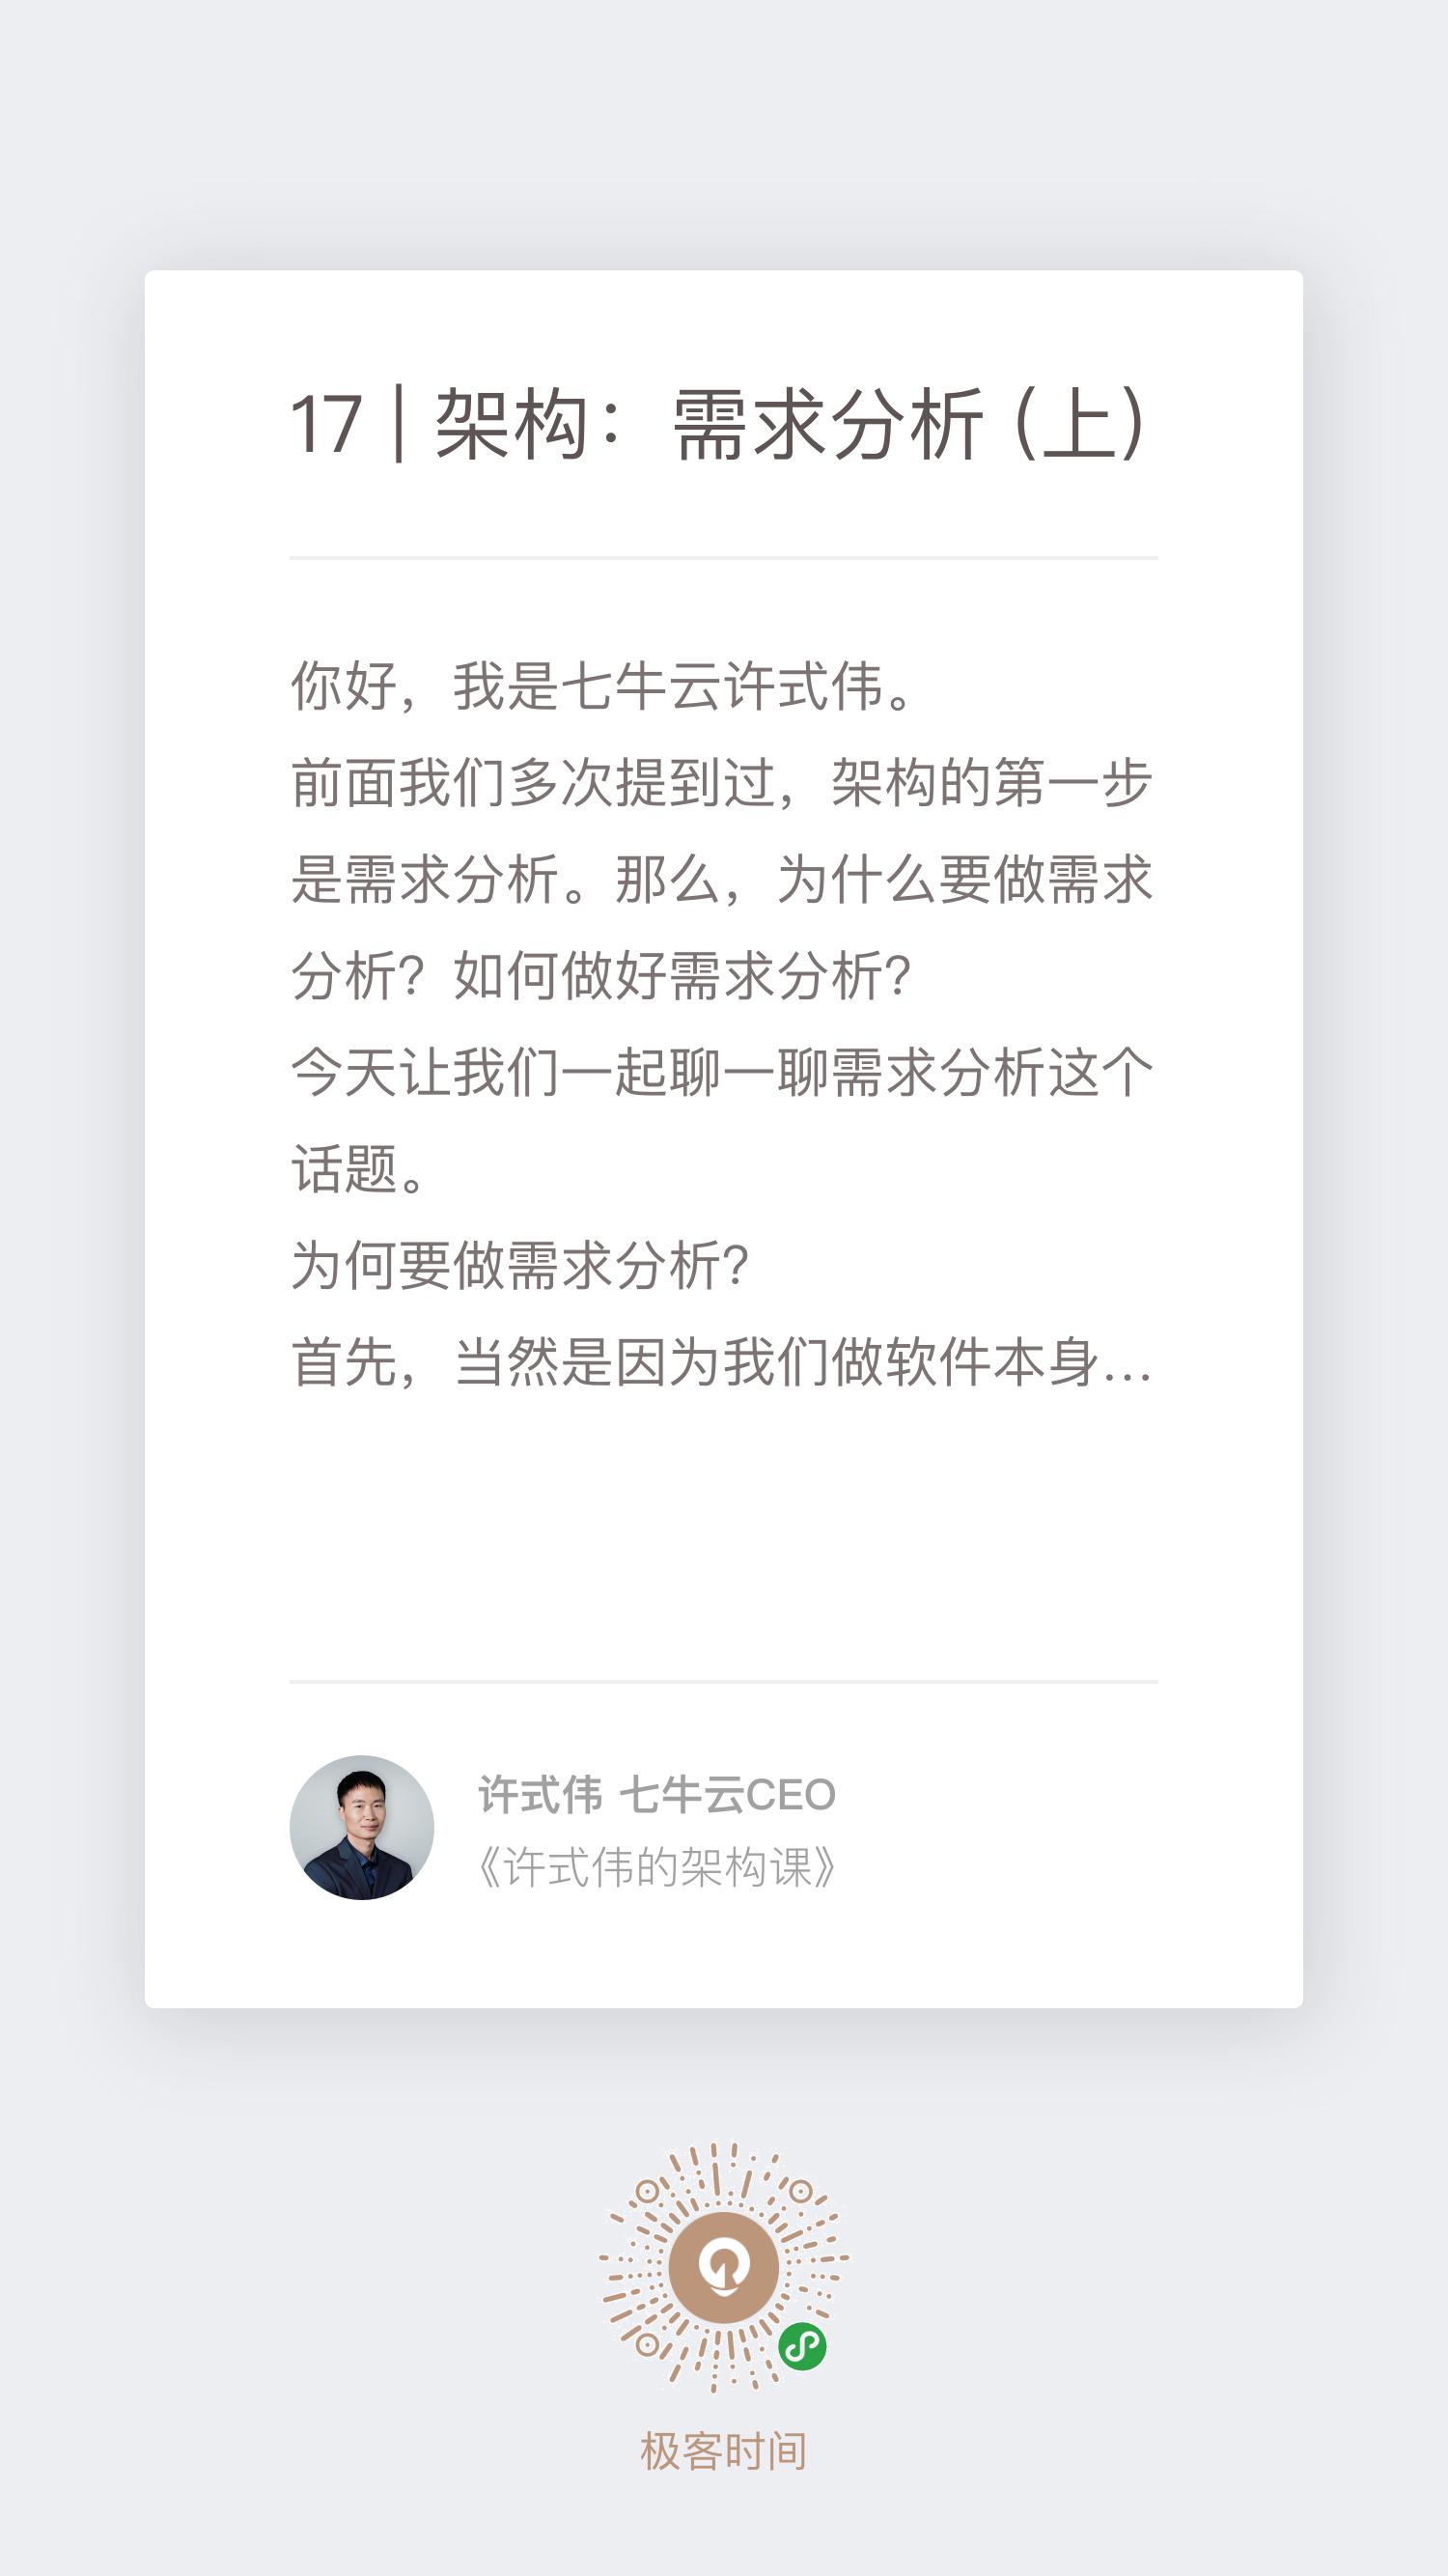 17 | 架构：需求分析 (上)
你好，我是七牛云许式伟。
前面我们多次提到过，架构的第一步
是需求分析。那么，为什么要做需求
分析？如何做好需求分析？
今天让我们一起聊一聊需求分析这个
话题。
为何要做需求分析？
首先，当然是因为我们做软件本身...
许式伟 七牛云CEO
《许式伟的架构课》
极客时间